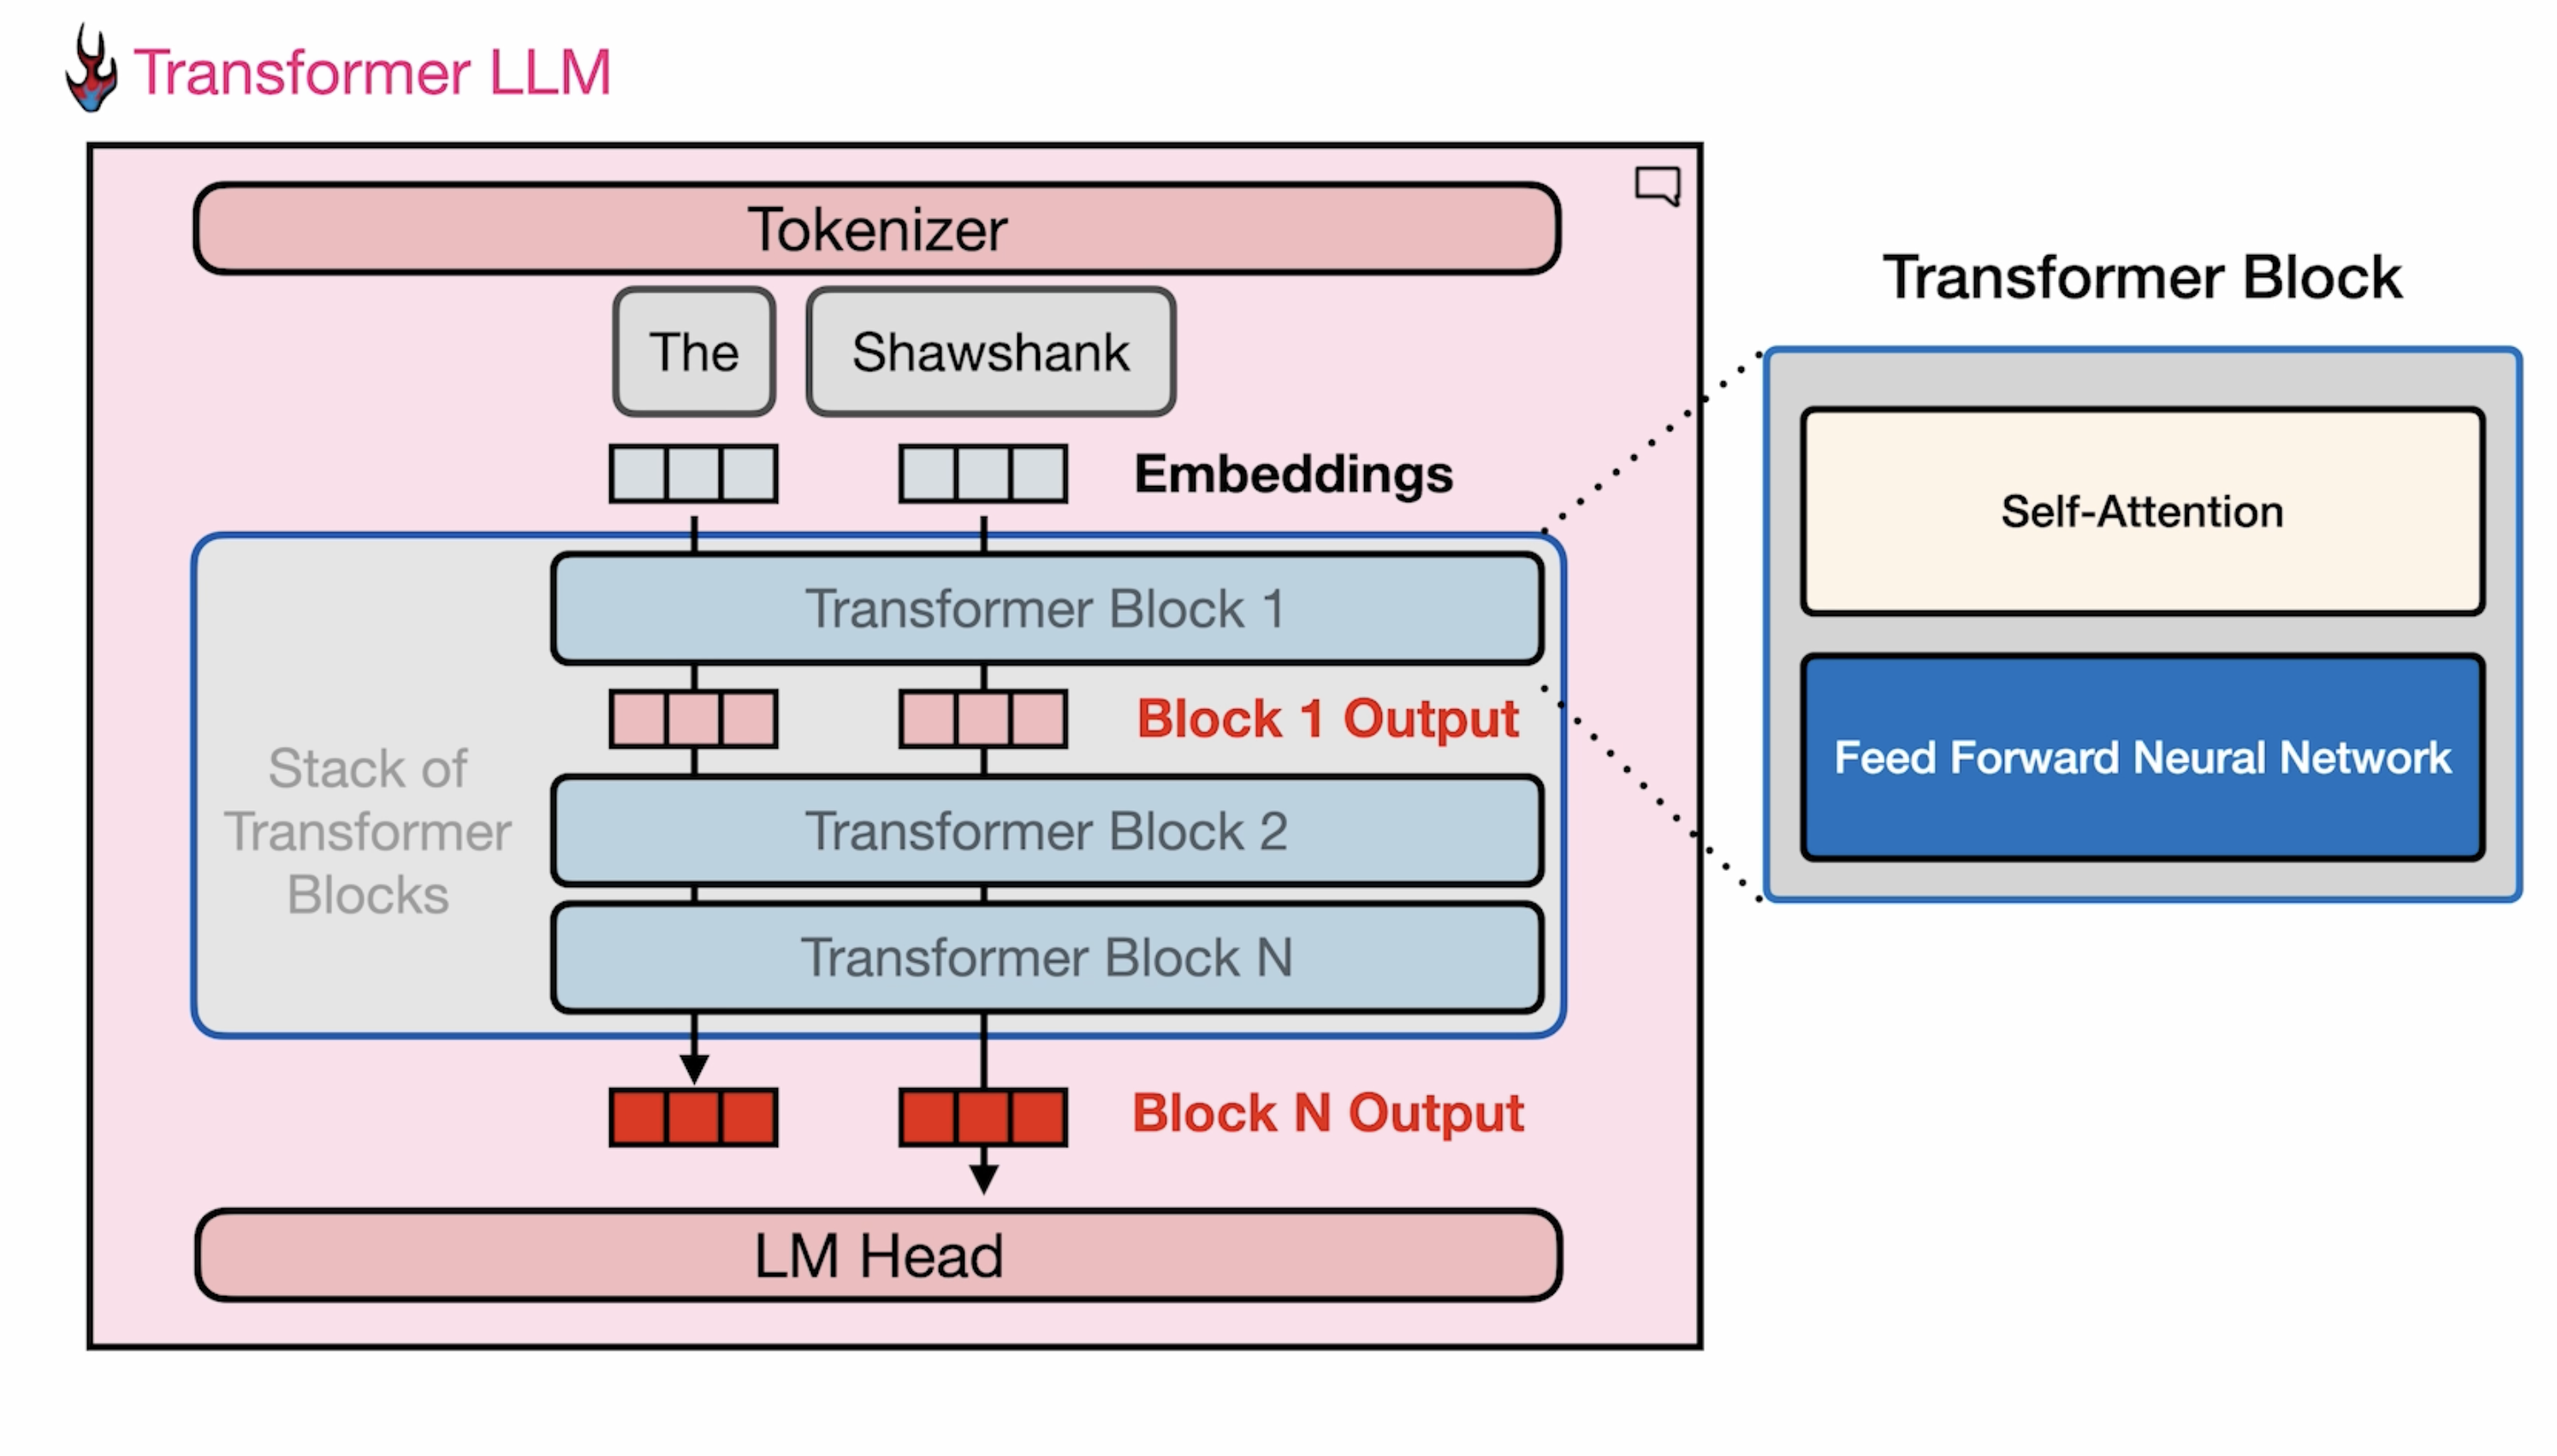 Transformer LLM
Tokenizer
The
Shawshank
Embeddings
Transformer Block 1
Block 1 Output
Stack of
Transformer
Blocks
Transformer Block 2
Transformer Block N
Block N Output
LM Head
Transformer Block
Self-Attention
Feed Forward Neural Network